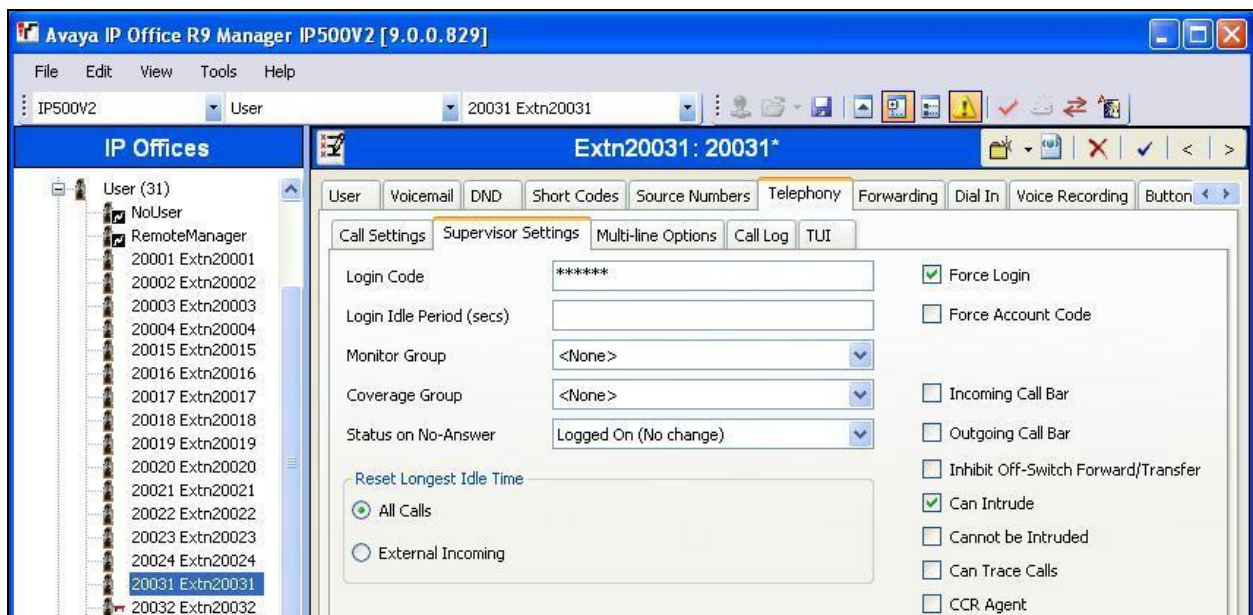 Avaya IP Office R9 Manager IP500V2 [9.0.0.829]
File Edit View Tools Help
IP500V2 User 20031 Extn20031
IP Offices
User (31)
NoUser
RemoteManager
20001 Extn20001
20002 Extn20002
20003 Extn20003
20004 Extn20004
20015 Extn20015
20016 Extn20016
20017 Extn20017
20018 Extn20018
20019 Extn20019
20020 Extn20020
20021 Extn20021
20022 Extn20022
20023 Extn20023
20024 Extn20024
20031 Extn20031
20032 Extn20032
Extn20031: 20031*
User Voicemail DND Short Codes Source Numbers Telephony Forwarding Dial In Voice Recording Button
Call Settings Supervisor Settings Multi-line Options Call Log TUI
Login Code ******
Login Idle Period (secs)
Monitor Group <None>
Coverage Group <None>
Status on No-Answer Logged On (No change)
Reset Longest Idle Time
All Calls
External Incoming
Force Login
Force Account Code
Incoming Call Bar
Outgoing Call Bar
Inhibit Off-Switch Forward/Transfer
Can Intrude
Cannot be Intruded
Can Trace Calls
CCR Agent